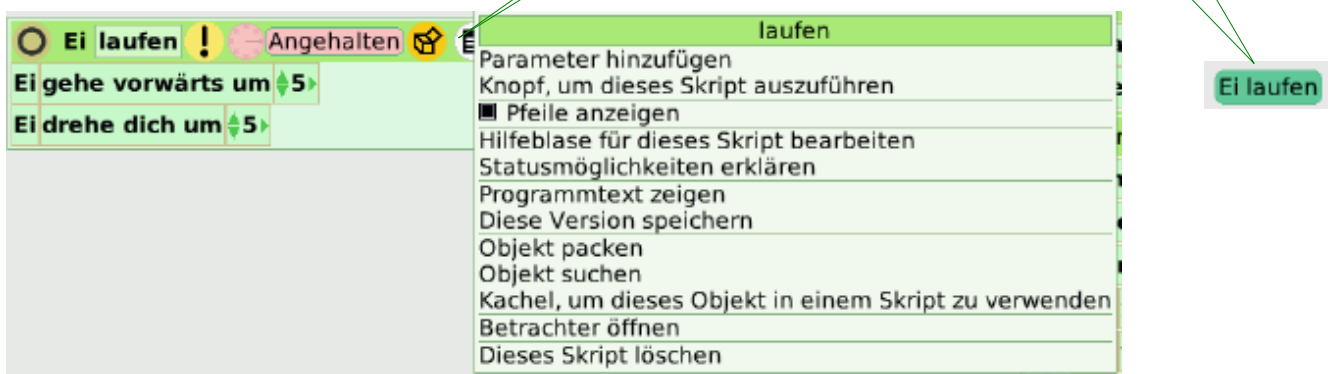 Ei laufen ! Angehalten
Ei gehe vorwärts um 5
Ei drehe dich um 5
laufen
Parameter hinzufügen
Knopf, um dieses Skript auszuführen
Pfeile anzeigen
Hilfeblase für dieses Skript bearbeiten
Statusmöglichkeiten erklären
Programmtext zeigen
Diese Version speichern
Objekt packen
Objekt suchen
Kachel, um dieses Objekt in einem Skript zu verwenden
Betrachter öffnen
Dieses Skript löschen
Ei laufen